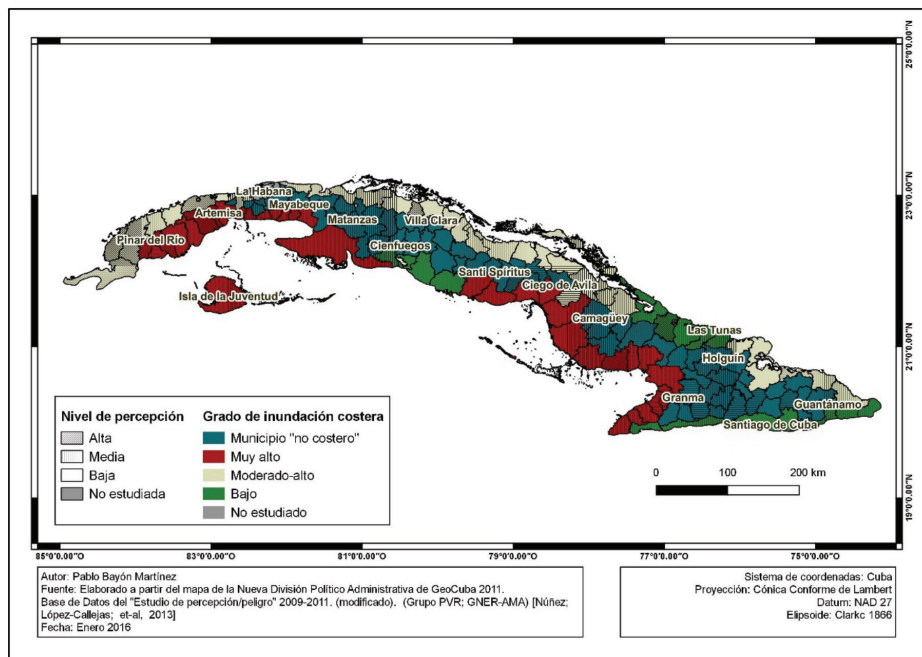 25°0'0.00"N
23°0'0.00"N
21°0'0.00"N
19°0'0.00"N
La Habana
Artemisa
Mayabeque
Pinar del Río
Matanzas
Villa Clara
Cienfuegos
Santi Spiritus
Ciego de Avila
Isla de la Juventud
Camagüey
Las Tunas
Holguín
Granma
Guantánamo
Santiago de Cuba
Nivel de percepción
Alta
Media
Baja
No estudiada
Grado de inundación costera
Municipio "no costero"
Muy alto
Moderado-alto
Bajo
No estudiado
0 100 200 km
85°0'0.00"O 83°0'0.00"O 81°0'0.00"O 79°0'0.00"O 77°0'0.00"O 75°0'0.00"O
Autor: Pablo Bayón Martínez
Fuente: Elaborado a partir del mapa de la Nueva División Político Administrativa de GeoCuba 2011.
Base de Datos del "Estudio de percepción/peligro" 2009-2011. (modificado). (Grupo PVR; GNER-AMA) [Núñez;
López-Callejas; et-al, 2013]
Fecha: Enero 2016
Sistema de coordenadas: Cuba
Proyección: Cónica Conforme de Lambert
Datum: NAD 27
Elipsoide: Clarkc 1866